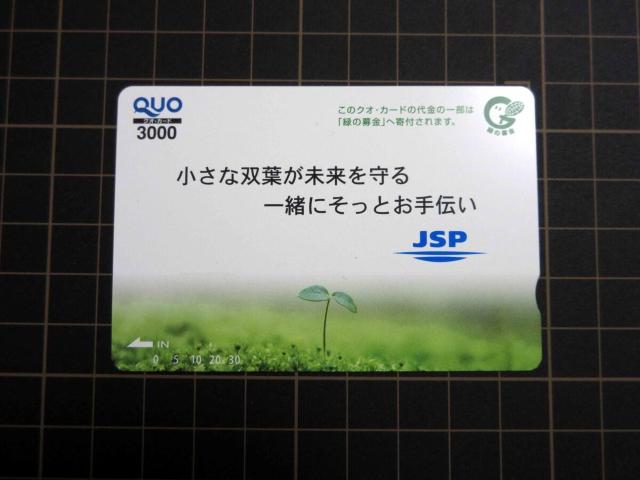 QUO
クオ・カード
3000
このクオ・カードの代金の一部は
「緑の募金」へ寄付されます。
緑の募金
小さな双葉が未来を守る
一緒にそっとお手伝い
JSP
IN
0 5 10 20 30